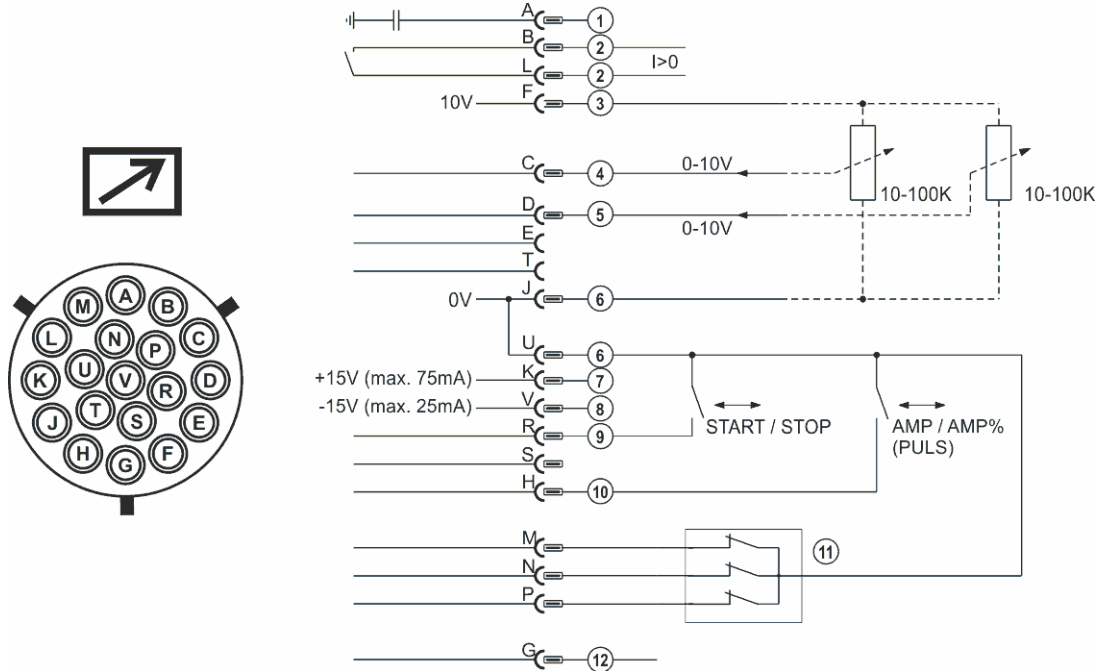 A
1
B
2
L
2
I>0
10V
F
3
C
4
0-10V
10-100K
10-100K
D
5
0-10V
E
T
0V
J
6
U
6
+15V (max. 75mA)
K
7
-15V (max. 25mA)
V
8
R
9
START / STOP
AMP / AMP%
(PULS)
S
H
10
M
11
N
P
G
12
A
M
B
L
N
C
P
K
U
V
D
R
J
T
S
E
H
G
F